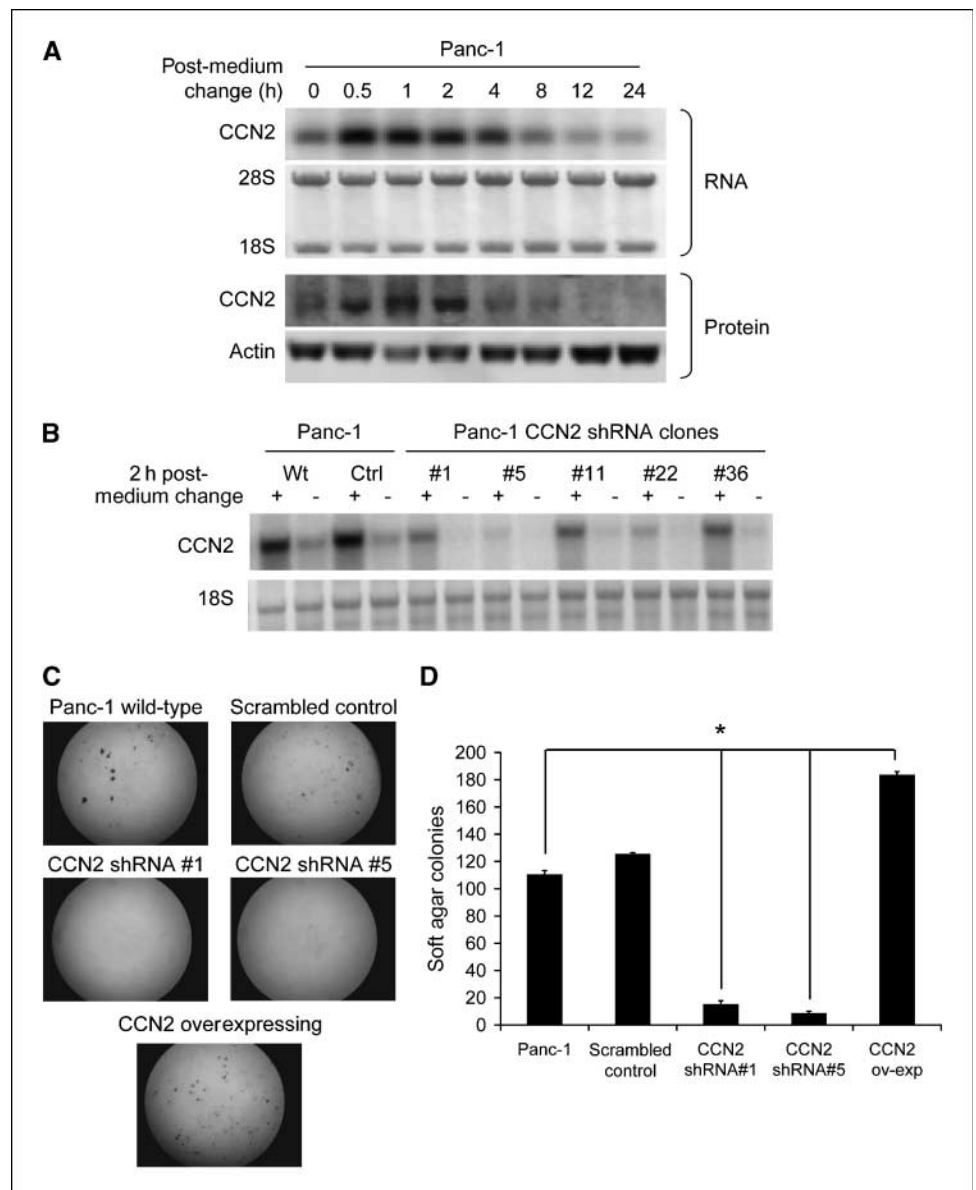 A
Panc-1
Post-medium
change (h) 0 0.5 1 2 4 8 12 24
CCN2
28S
18S
RNA
CCN2
Actin
Protein
B
Panc-1 Panc-1 CCN2 shRNA clones
2 h post- Wt Ctrl #1 #5 #11 #22 #36
medium change + - + - + - + - + - + - + -
CCN2
18S
C
Panc-1 wild-type Scrambled control
CCN2 shRNA #1 CCN2 shRNA #5
CCN2 overexpressing
D
*
Soft agar colonies
200
180
160
140
120
100
80
60
40
20
0
Panc-1 Scrambled CCN2 CCN2 CCN2
control shRNA#1 shRNA#5 ov-exp